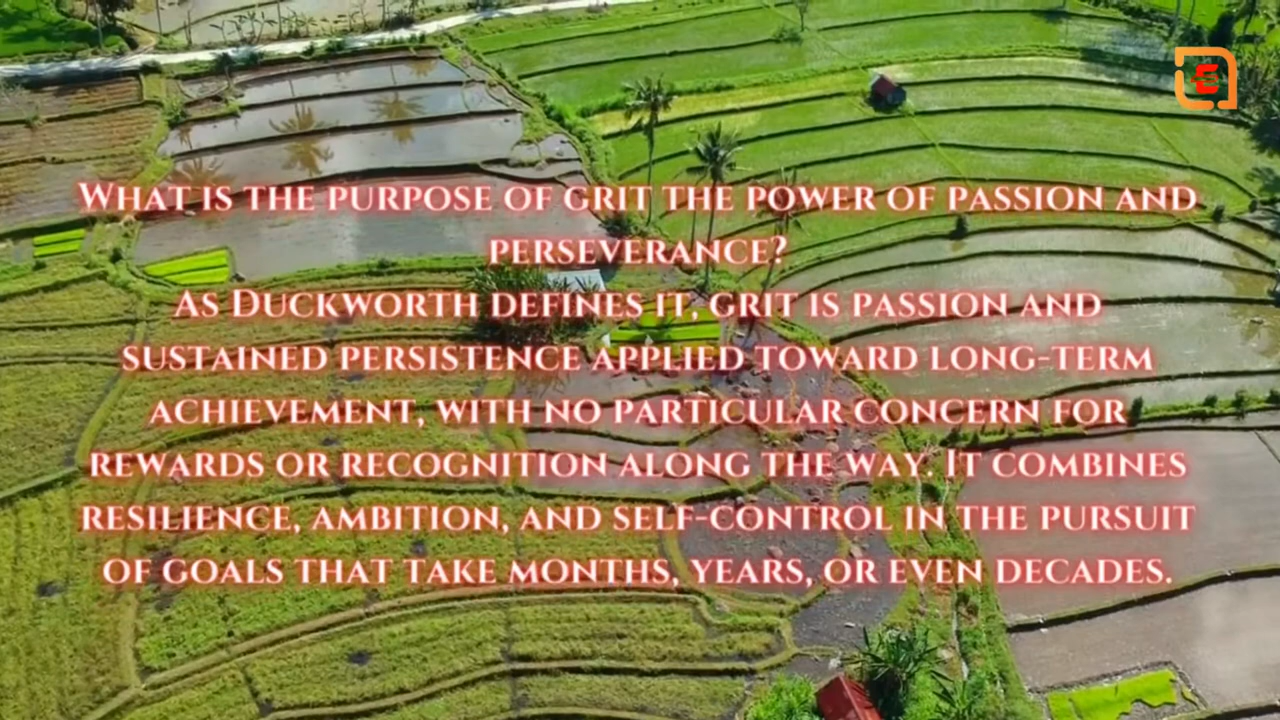 What is the purpose of grit the power of passion and
perseverance?
As Duckworth defines it, grit is passion and
sustained persistence applied toward long-term
achievement, with no particular concern for
rewards or recognition along the way. It combines
resilience, ambition, and self-control in the pursuit
of goals that take months, years, or even decades.